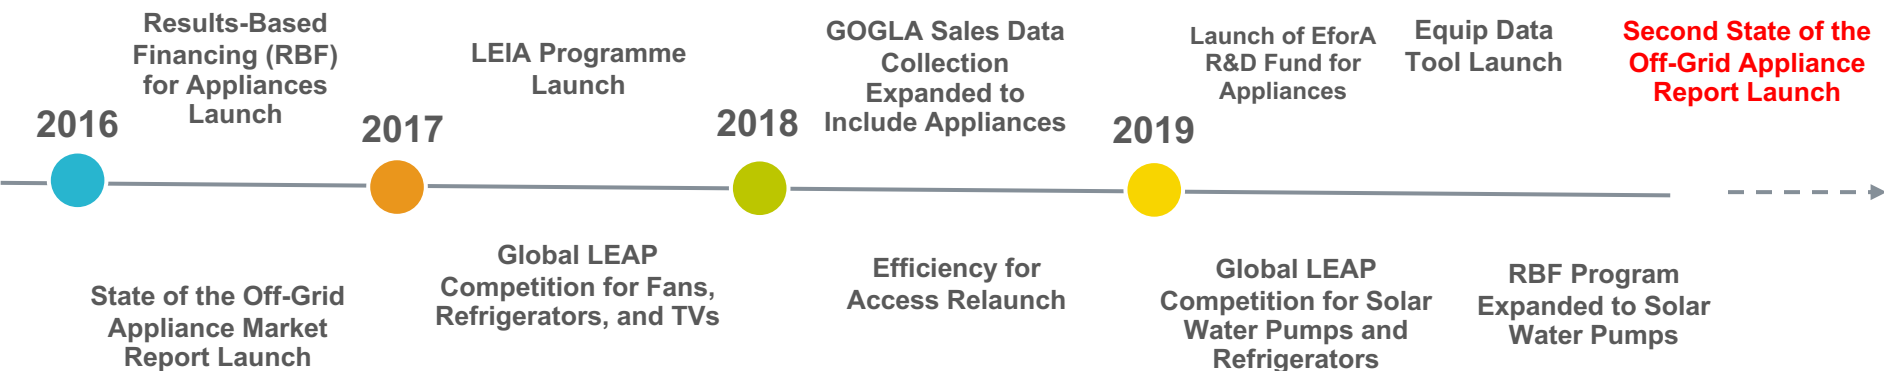 2016
Results-Based
Financing (RBF)
for Appliances
Launch
State of the Off-Grid
Appliance Market
Report Launch
2017
LEIA Programme
Launch
Global LEAP
Competition for Fans,
Refrigerators, and TVs
2018
GOGLA Sales Data
Collection
Expanded to
Include Appliances
Efficiency for
Access Relaunch
2019
Launch of EforA
R&D Fund for
Appliances
Global LEAP
Competition for Solar
Water Pumps and
Refrigerators
Equip Data
Tool Launch
RBF Program
Expanded to Solar
Water Pumps
Second State of the
Off-Grid Appliance
Report Launch